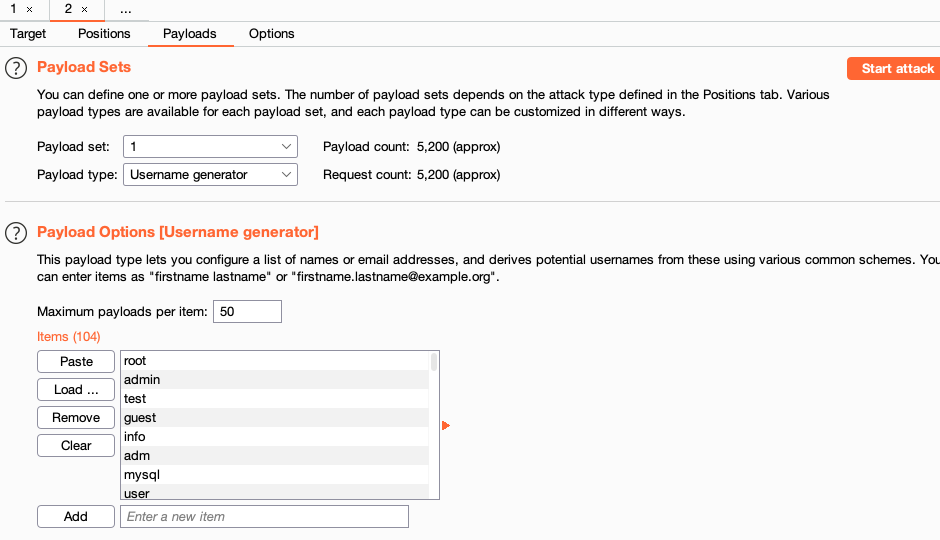 1 × 2 × ...
Target Positions Payloads Options
? Payload Sets Start attack
You can define one or more payload sets. The number of payload sets depends on the attack type defined in the Positions tab. Various
payload types are available for each payload set, and each payload type can be customized in different ways.
Payload set: 1 Payload count: 5,200 (approx)
Payload type: Username generator Request count: 5,200 (approx)
? Payload Options [Username generator]
This payload type lets you configure a list of names or email addresses, and derives potential usernames from these using various common schemes. You
can enter items as "firstname lastname" or "firstname.lastname@example.org".
Maximum payloads per item: 50
Items (104)
Paste
Load ...
Remove
Clear
root
admin
test
guest
info
adm
mysql
user
Add Enter a new item